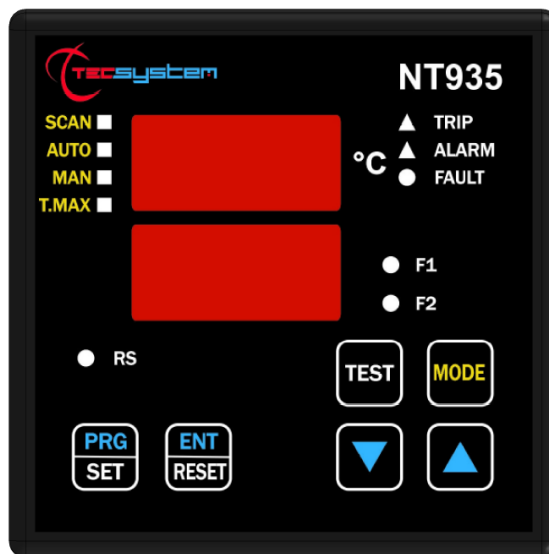 TECSYSTEM
NT935
SCAN
AUTO
MAN
T.MAX
°C
TRIP
ALARM
FAULT
F1
F2
RS
TEST
MODE
PRG
SET
ENT
RESET